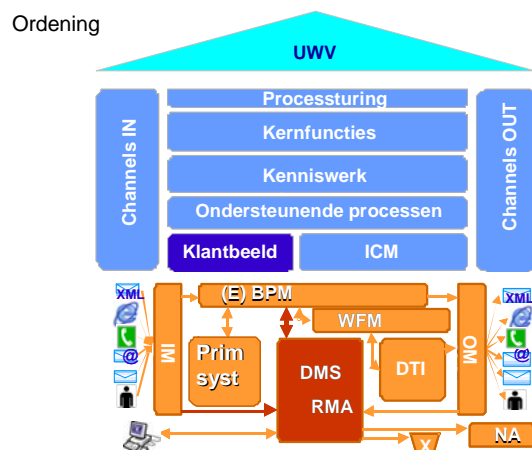 Ordening
UWV
Channels IN
Processturing
Kernfuncties
Kenniswerk
Ondersteunende processen
Klantbeeld
ICM
Channels OUT
XML
@
IM
(E) BPM
WFM
Prim
syst
DMS
RMA
DTI
OM
XML
@
X
NA